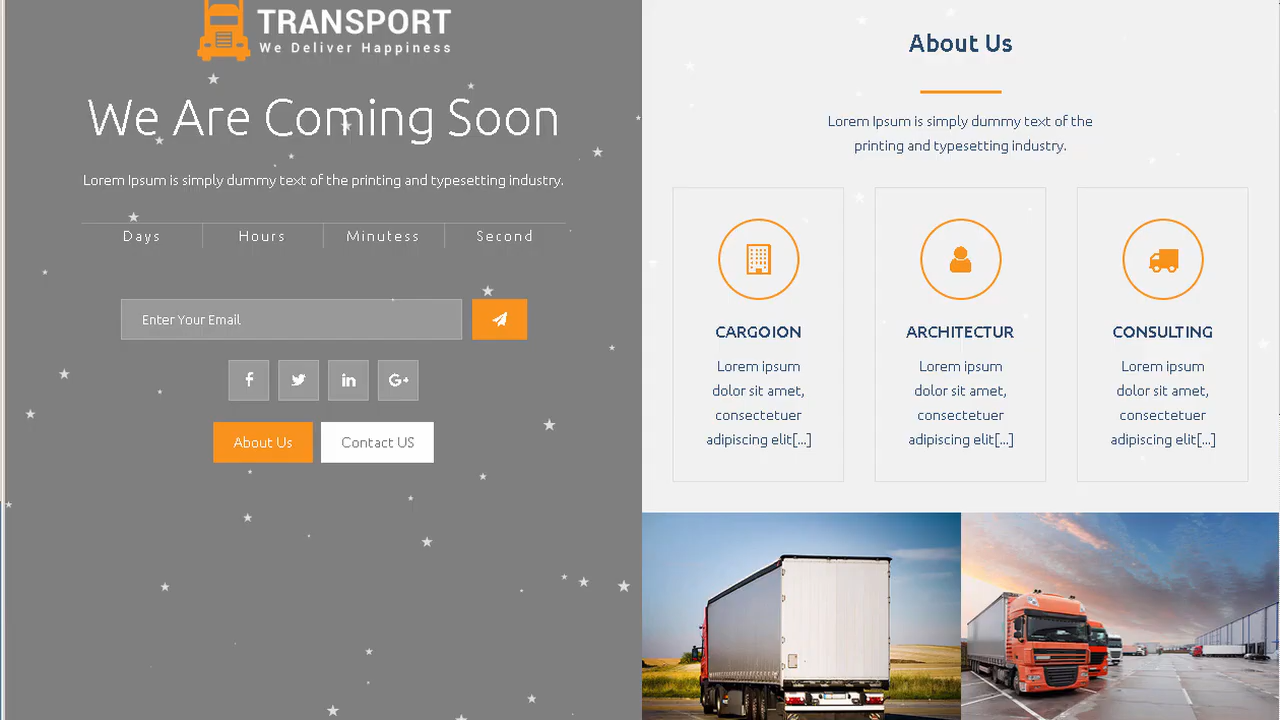 TRANSPORT
We Deliver Happiness
We Are Coming Soon
Lorem Ipsum is simply dummy text of the printing and typesetting industry.
Days
Hours
Minutess
Second
Enter Your Email
About Us
Contact US
About Us
Lorem Ipsum is simply dummy text of the
printing and typesetting industry.
CARGOION
Lorem ipsum
dolor sit amet,
consectetuer
adipiscing elit[...]
ARCHITECTUR
Lorem ipsum
dolor sit amet,
consectetuer
adipiscing elit[...]
CONSULTING
Lorem ipsum
dolor sit amet,
consectetuer
adipiscing elit[...]